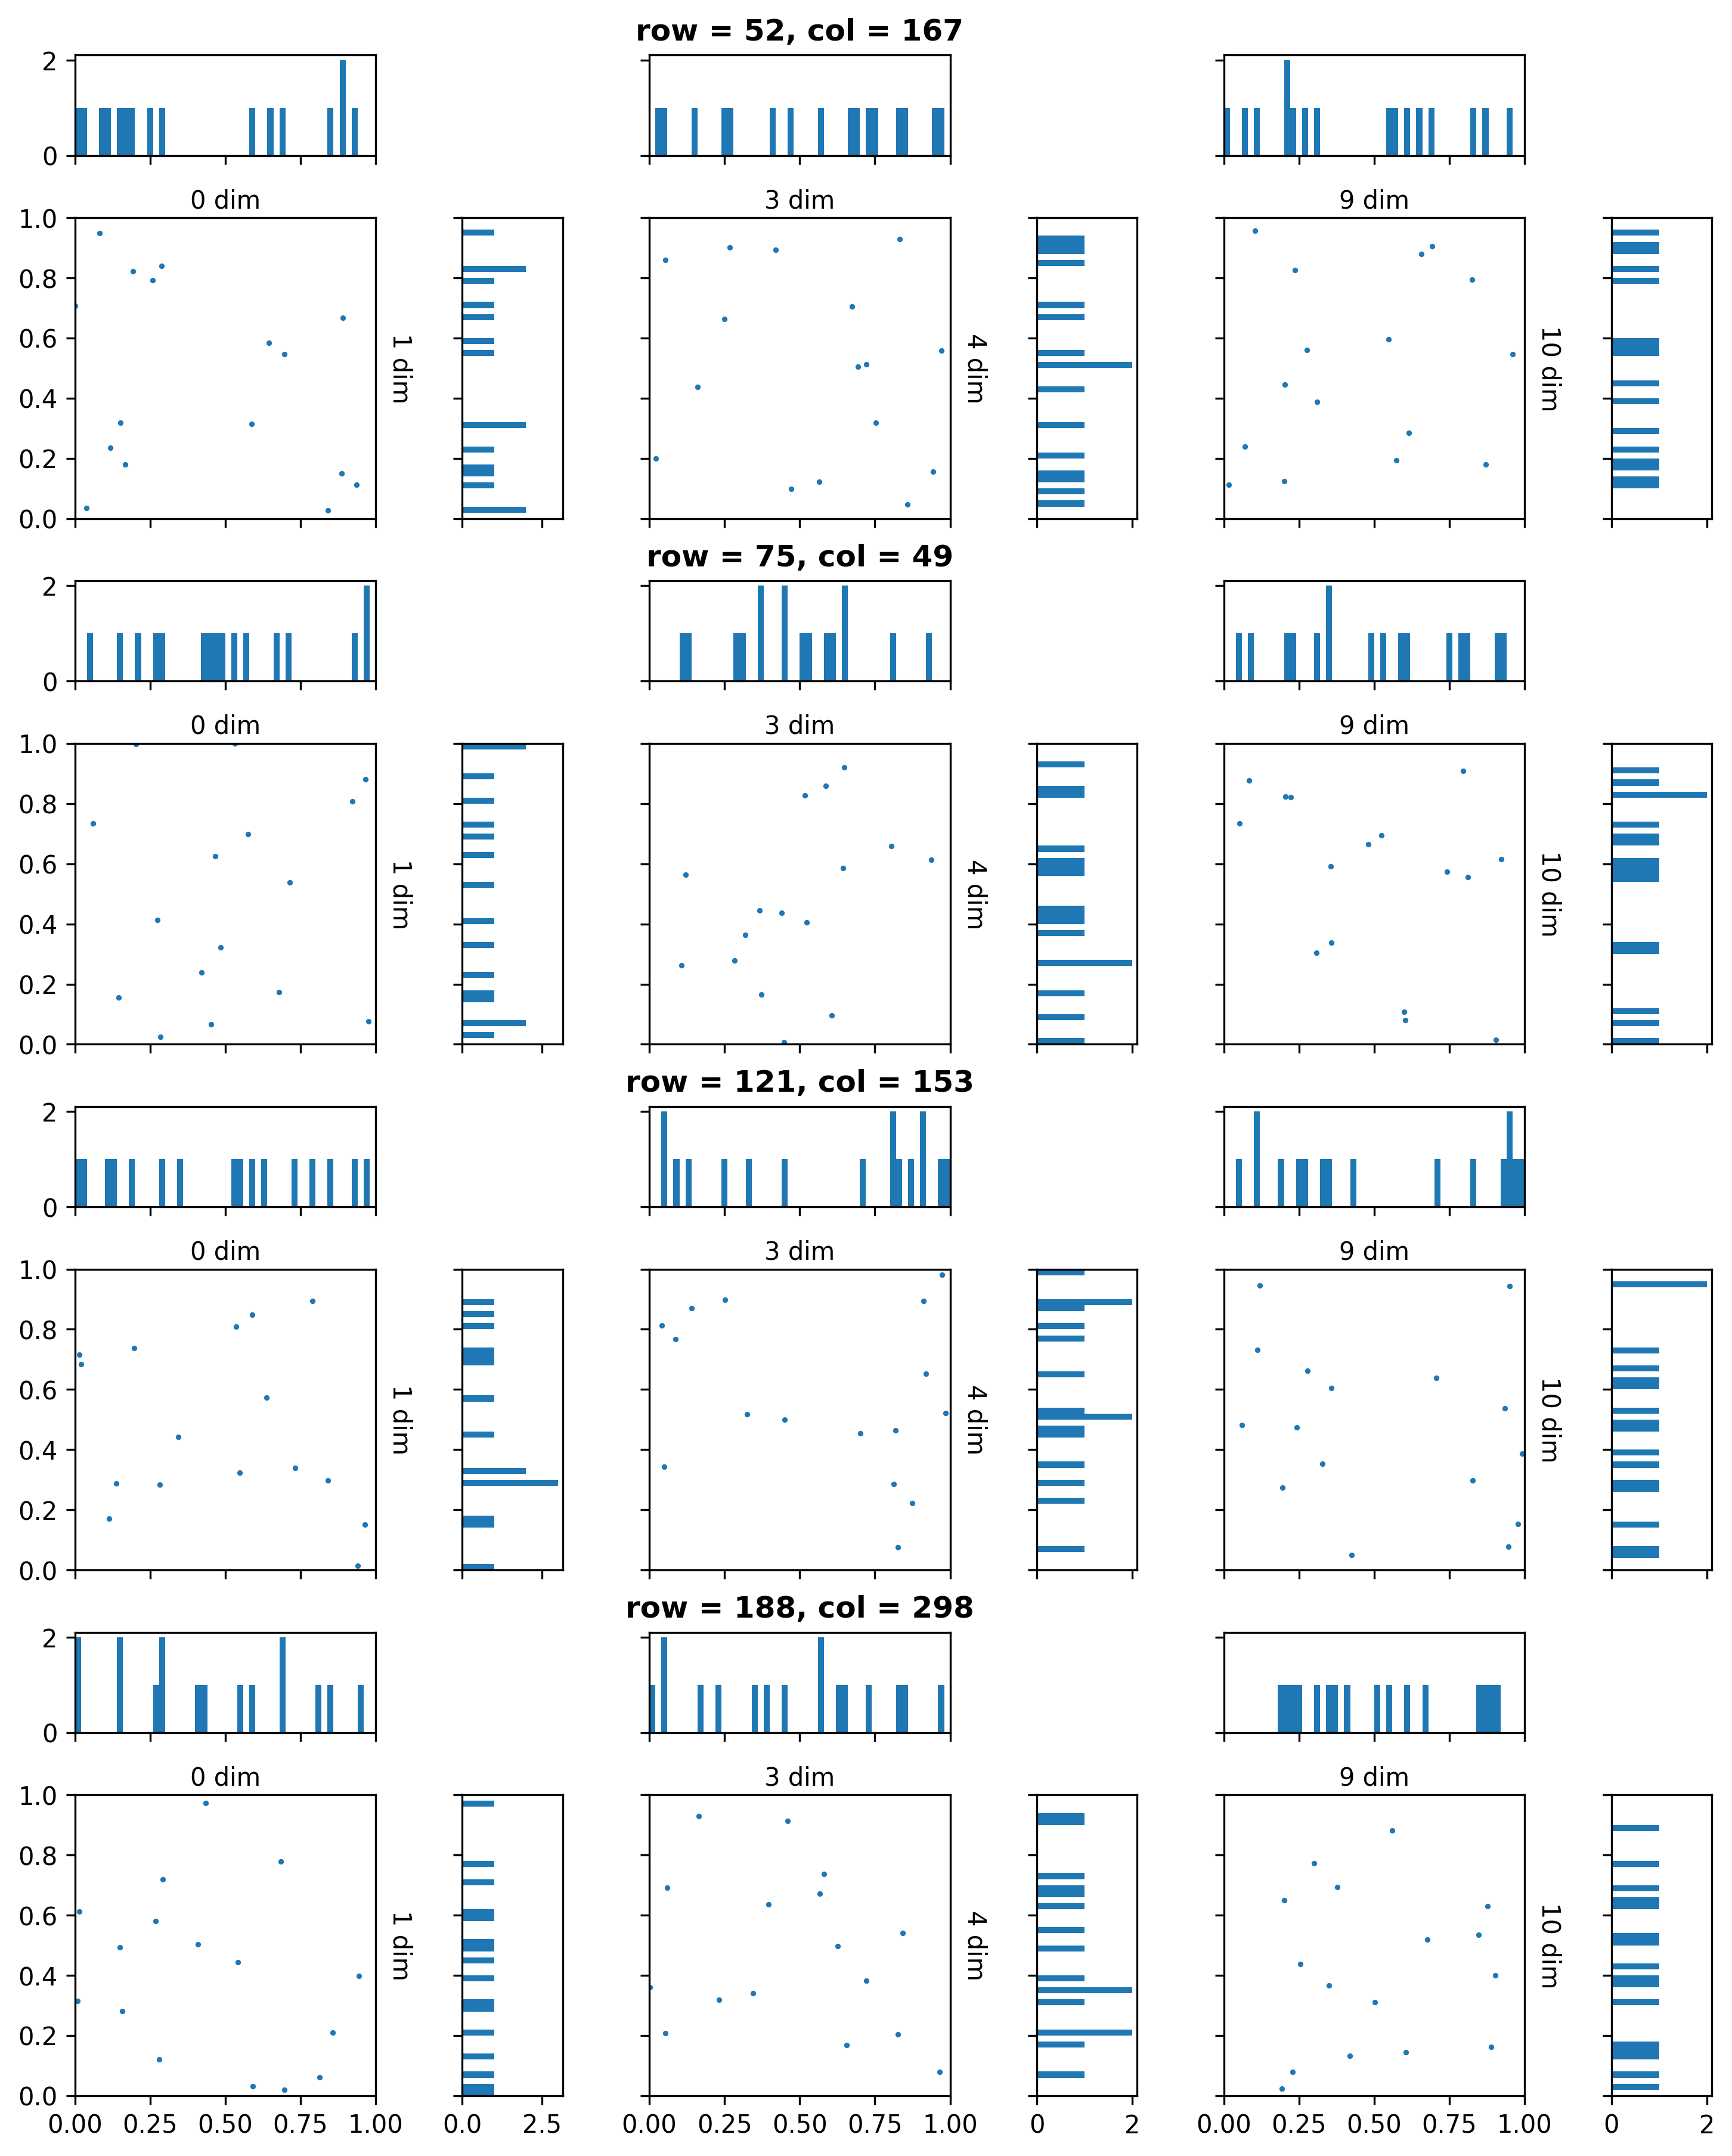 row = 52, col = 167
2
0
0 dim
3 dim
9 dim
1.0
0.8
0.6
0.4
0.2
0.0
1 dim
4 dim
10 dim
row = 75, col = 49
2
0
0 dim
3 dim
9 dim
1.0
0.8
0.6
0.4
0.2
0.0
1 dim
4 dim
10 dim
row = 121, col = 153
2
0
0 dim
3 dim
9 dim
1.0
0.8
0.6
0.4
0.2
0.0
1 dim
4 dim
10 dim
row = 188, col = 298
2
0
0 dim
3 dim
9 dim
1.0
0.8
0.6
0.4
0.2
0.0
1 dim
4 dim
10 dim
0.00 0.25 0.50 0.75 1.00 0.0 2.5 0.00 0.25 0.50 0.75 1.00 0 2 0.00 0.25 0.50 0.75 1.00 0 2